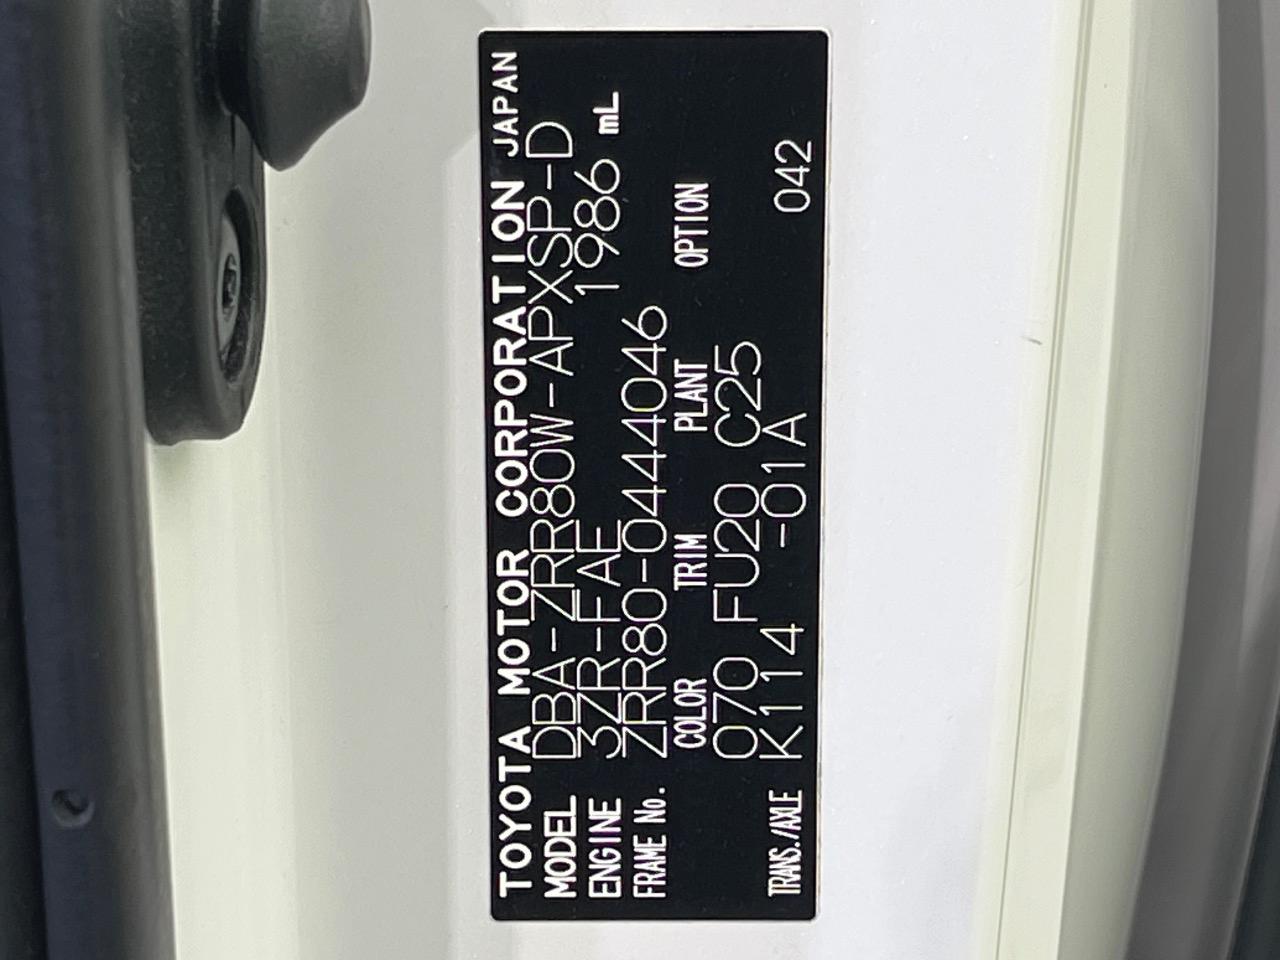 TOYOTA MOTOR CORPORATION JAPAN
MODEL DBA-ZRR80W-APXSP-D
ENGINE 3ZR-FAE 1986 mL
FRAME No. ZRR80-0444046
COLOR TRIM PLANT OPTION
070 FU20 C25
TRANS./AXLE K114 -01A 042